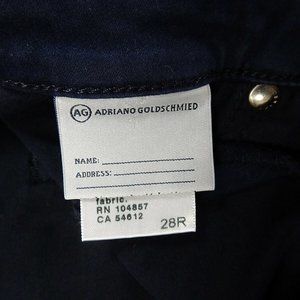 AG ADRIANO GOLDSCHMIED
NAME:
ADDRESS:
fabric.
RN 104857
CA 54612
28R